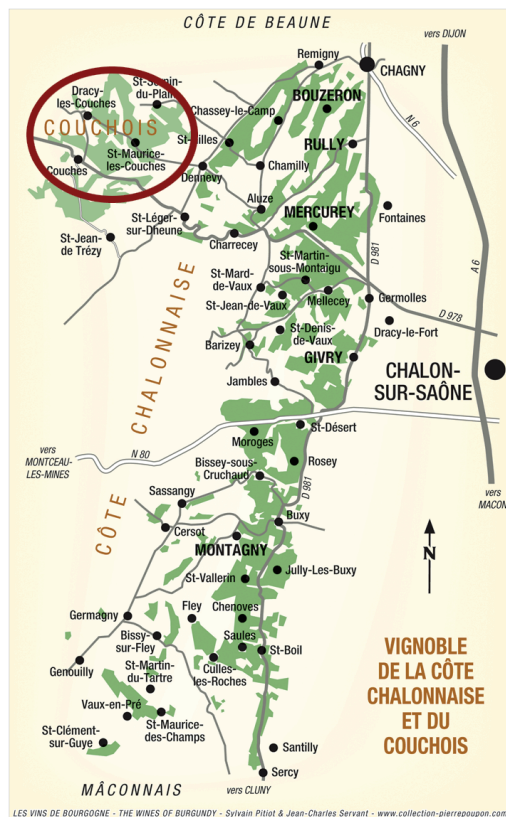 CÔTE DE BEAUNE
vers DIJON
Remigny
CHAGNY
St-Sernin-
du-Plain
Dracy-
les-Couches
BOUZERON
Chassey-le-Camp
N 6
COUCHOIS
St-Gilles
RULLY
St-Maurice-
les-Couches
Couches
Dennevy
Chamilly
Aluze
MERCUREY
Fontaines
St-Léger-
sur-Dheune
St-Jean-
de Trézy
Charrecey
D 981
A 6
St-Martin-
sous-Montaigu
St-Mard-
de-Vaux
St-Jean-de-Vaux
Mellecey
Germolles
D 978
Dracy-le-Fort
St-Denis-
de-Vaux
Barizey
GIVRY
CHALON-
SUR-SAÔNE
Jambles
CÔTE CHALONNAISE
St-Désert
Moroges
vers
MONTCEAU-
LES-MINES
N 80
Rosey
Bissey-sous-
Cruchaud
D 981
vers
MACON
Sassangy
Buxy
Cersot
MONTAGNY
N
Jully-Les-Buxy
St-Vallerin
Fley
Chenoves
Germagny
Bissy-
sur-Fley
Saules
St-Boil
Genouilly
Culles-
les-Roches
St-Martin-
du-Tartre
Vaux-en-Pré
St-Maurice-
des-Champs
St-Clément-
sur-Guye
Santilly
Sercy
VIGNOBLE
DE LA CÔTE
CHALONNAISE
ET DU
COUCHOIS
MÂCONNAIS
vers CLUNY
LES VINS DE BOURGOGNE - THE WINES OF BURGUNDY - Sylvain Pitiot & Jean-Charles Servant - www.collection-pierrepoupon.com